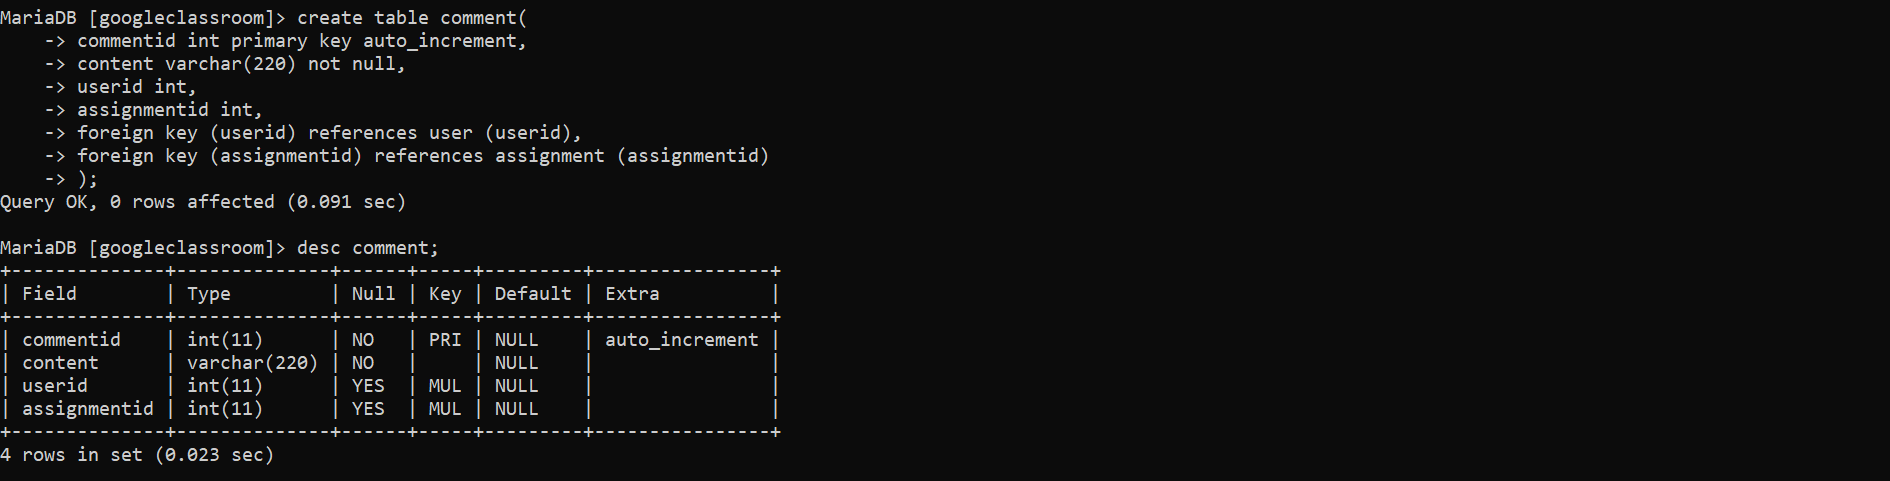 MariaDB [googleclassroom]> create table comment(
    -> commentid int primary key auto_increment,
    -> content varchar(220) not null,
    -> userid int,
    -> assignmentid int,
    -> foreign key (userid) references user (userid),
    -> foreign key (assignmentid) references assignment (assignmentid)
    -> );
Query OK, 0 rows affected (0.091 sec)

MariaDB [googleclassroom]> desc comment;
+--------------+--------------+------+-----+---------+----------------+
| Field        | Type         | Null | Key | Default | Extra          |
+--------------+--------------+------+-----+---------+----------------+
| commentid    | int(11)      | NO   | PRI | NULL    | auto_increment |
| content      | varchar(220) | NO   |     | NULL    |                |
| userid       | int(11)      | YES  | MUL | NULL    |                |
| assignmentid | int(11)      | YES  | MUL | NULL    |                |
+--------------+--------------+------+-----+---------+----------------+
4 rows in set (0.023 sec)